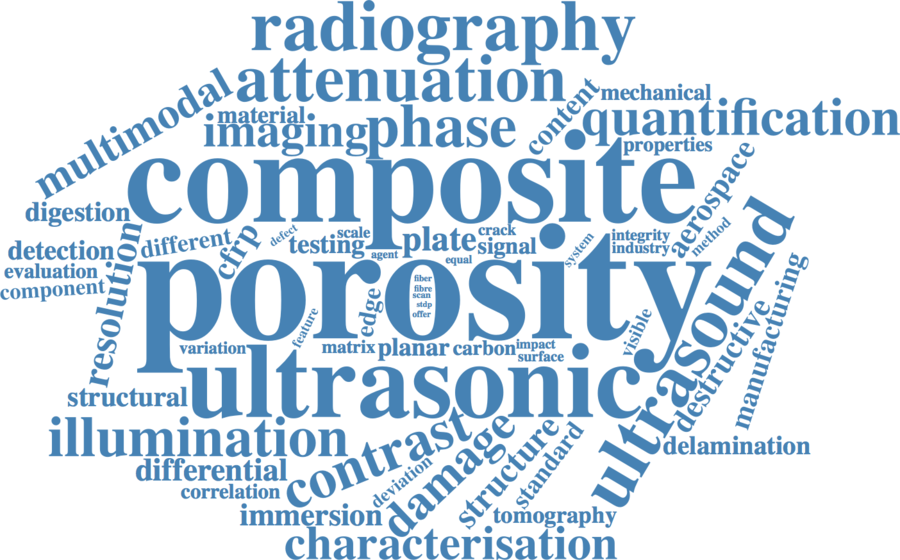 radiography
attenuation
multimodal
material
imaging
phase
content
mechanical
quantification
properties
composite
aerospace
digestion
detection
evaluation
component
resolution
different
cfrp
defect
testing
scale
agent
plate
crack
signal
equal
system
integrity
industry
method
porosity
fiber
fibre
scan
stdp
offer
edge
feature
variation
matrix
planar
carbon
impact
surface
visible
ultrasound
destructive
manufacturing
structural
ultrasonic
illumination
differential
correlation
contrast
deviation
damage
structure
standard
delamination
immersion
tomography
characterisation